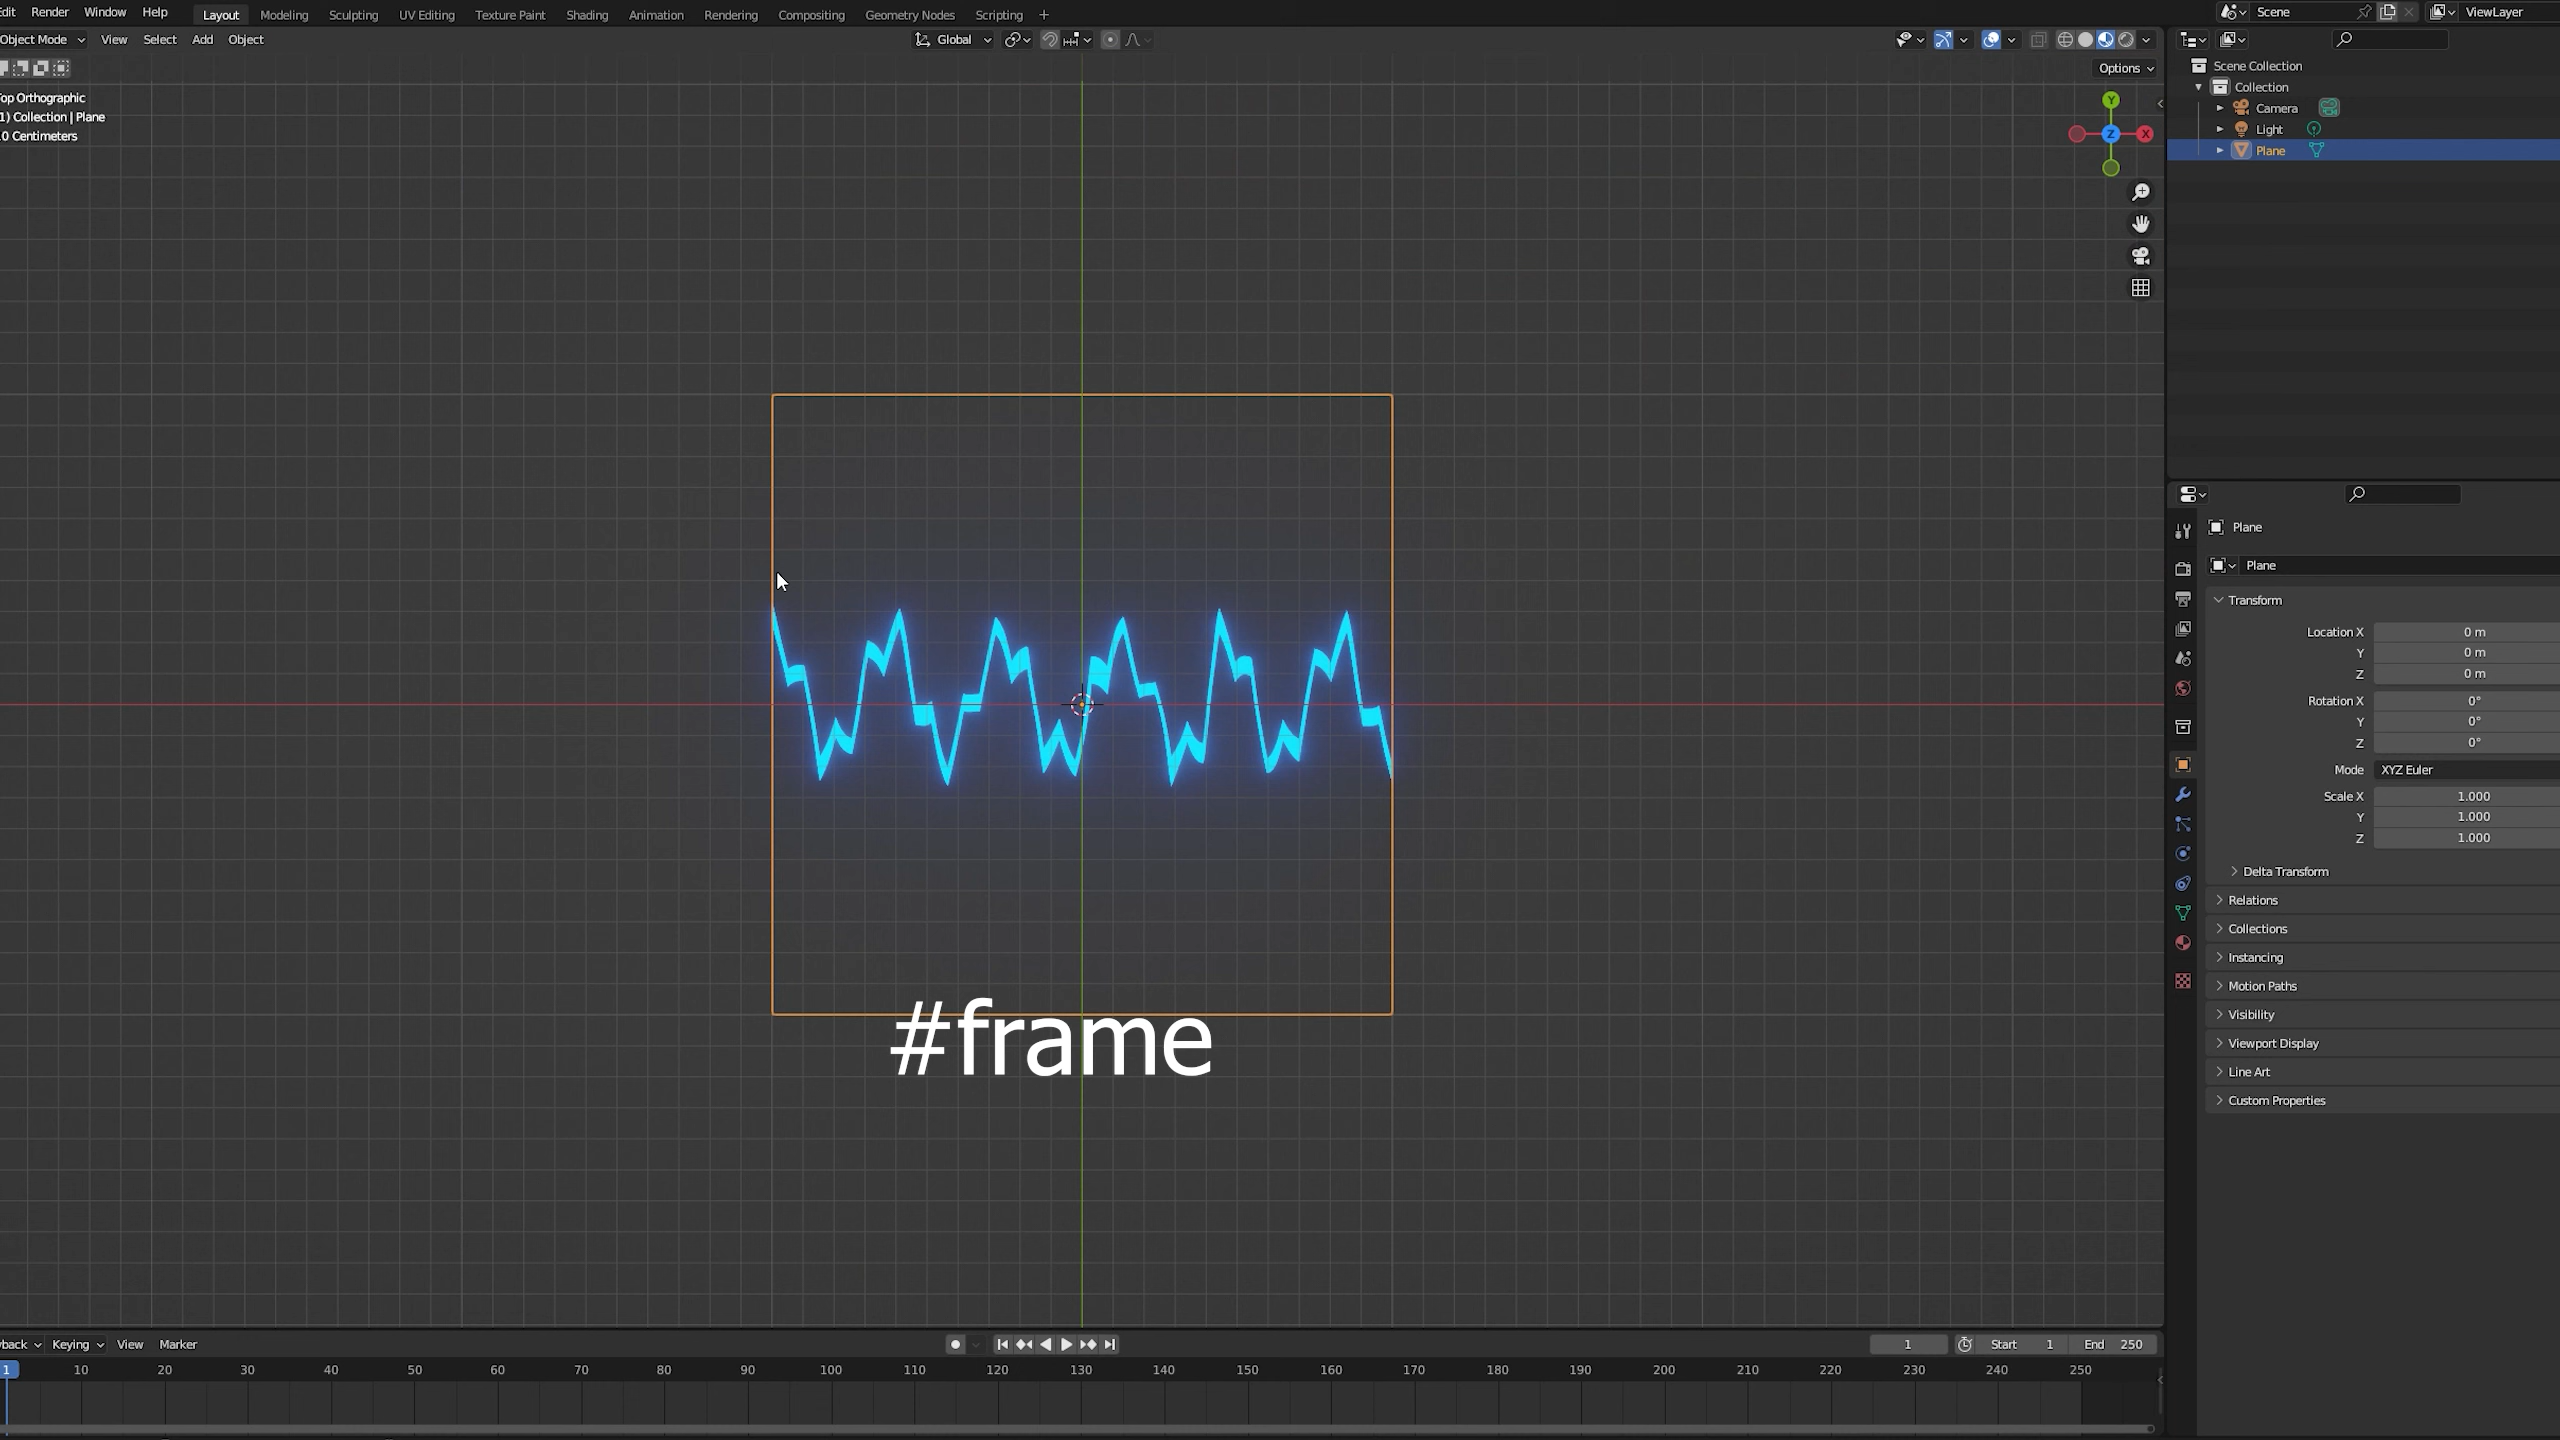 Edit Render Window Help Layout Modeling Sculpting UV Editing Texture Paint Shading Animation Rendering Compositing Geometry Nodes Scripting + Scene ViewLayer
Object Mode View Select Add Object Global
Options
Top Orthographic
(1) Collection | Plane
10 Centimeters
Y
Z X
Scene Collection
Collection
Camera
Light
Plane
Plane
Plane
Transform
Location X 0 m
Y 0 m
Z 0 m
Rotation X 0°
Y 0°
Z 0°
Mode XYZ Euler
Scale X 1.000
Y 1.000
Z 1.000
Delta Transform
Relations
Collections
Instancing
Motion Paths
Visibility
Viewport Display
Line Art
Custom Properties
#frame
yback Keying View Marker 1 Start 1 End 250
1 10 20 30 40 50 60 70 80 90 100 110 120 130 140 150 160 170 180 190 200 210 220 230 240 250